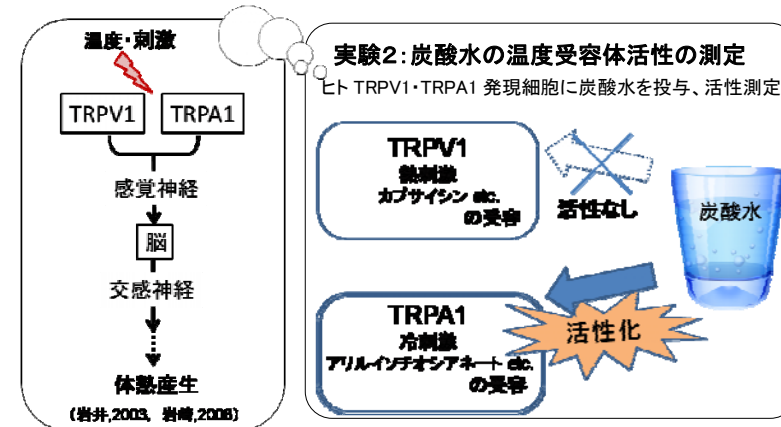 温度・刺激
TRPV1
TRPA1
感覚神経
脳
交感神経
体熱産生
(岩井,2003, 岩崎,2006)
実験2:炭酸水の温度受容体活性の測定
ヒト TRPV1・TRPA1 発現細胞に炭酸水を投与、活性測定
TRPV1
熱刺激
カプサイシン etc.
の受容
活性なし
炭酸水
TRPA1
冷刺激
アリルイソチオシアネート etc.
の受容
活性化